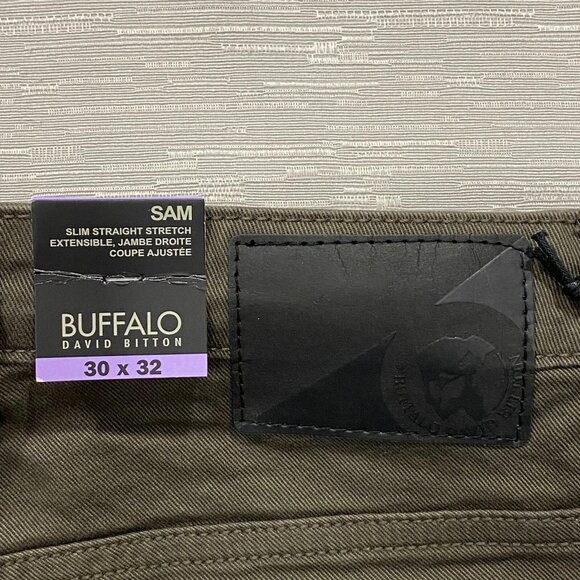 SAM
SLIM STRAIGHT STRETCH
EXTENSIBLE, JAMBE DROITE
COUPE AJUSTÉE
BUFFALO
DAVID BITTON
30 x 32